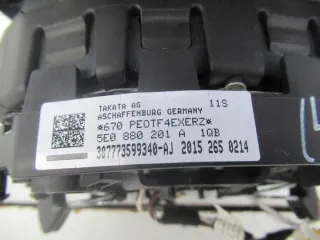 TAKATA AG 11S
ASCHAFFENBURG GERMANY
*670 PEOTF4EXERZ*
5E0 880 201 A 1QB
307773599340-AJ 2015 265 0214